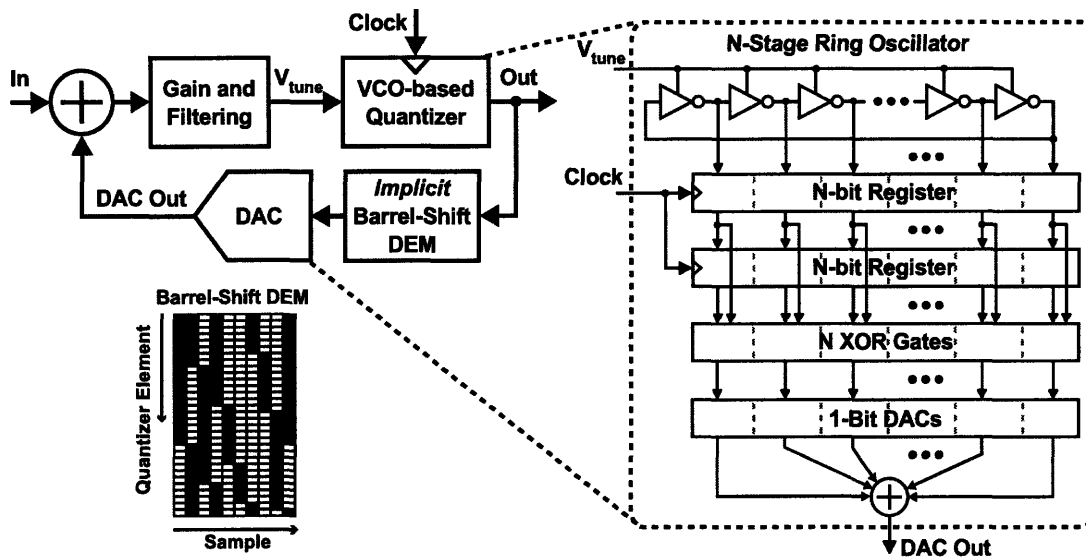 Clock
In
Gain and
Filtering
V_tune
VCO-based
Quantizer
Out
DAC Out
DAC
Implicit
Barrel-Shift
DEM
Barrel-Shift DEM
Quantizer Element
Sample
N-Stage Ring Oscillator
V_tune
Clock
N-bit Register
N-bit Register
N XOR Gates
1-Bit DACs
DAC Out